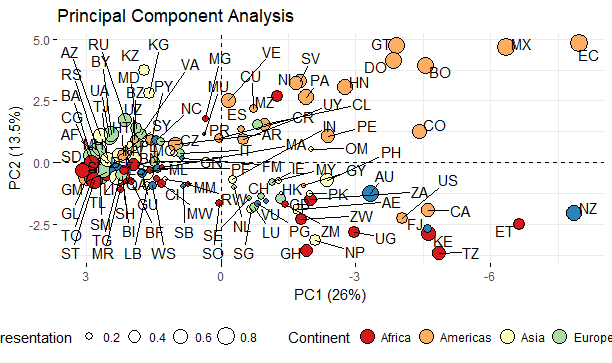 Principal Component Analysis
5.0
2.5
0.0
-2.5
PC2 (13.5%)
AZ RU KZ KG
RS BY VA MG VE SV GT MX EC
BA UA MD BZ PY MU CU NI PA HN DO BO
CG TJ UZ NC ES MZ UY CL
AF SY PR CR IN PE CO
SD CZ IT MA OM
ML PF FM IE MY GY PH
GM MM CH HK PK AU ZA US
GL TL GU MW RW VU GD AE FJ CA NZ
TO SM SH BF SB SE NL LU PG ZM ZW UG KE ET
ST TG MR BI LB WS SO SG GH NP TZ
3 0 -3 -6
PC1 (26%)
resentation 0.2 0.4 0.6 0.8 Continent Africa Americas Asia Europe